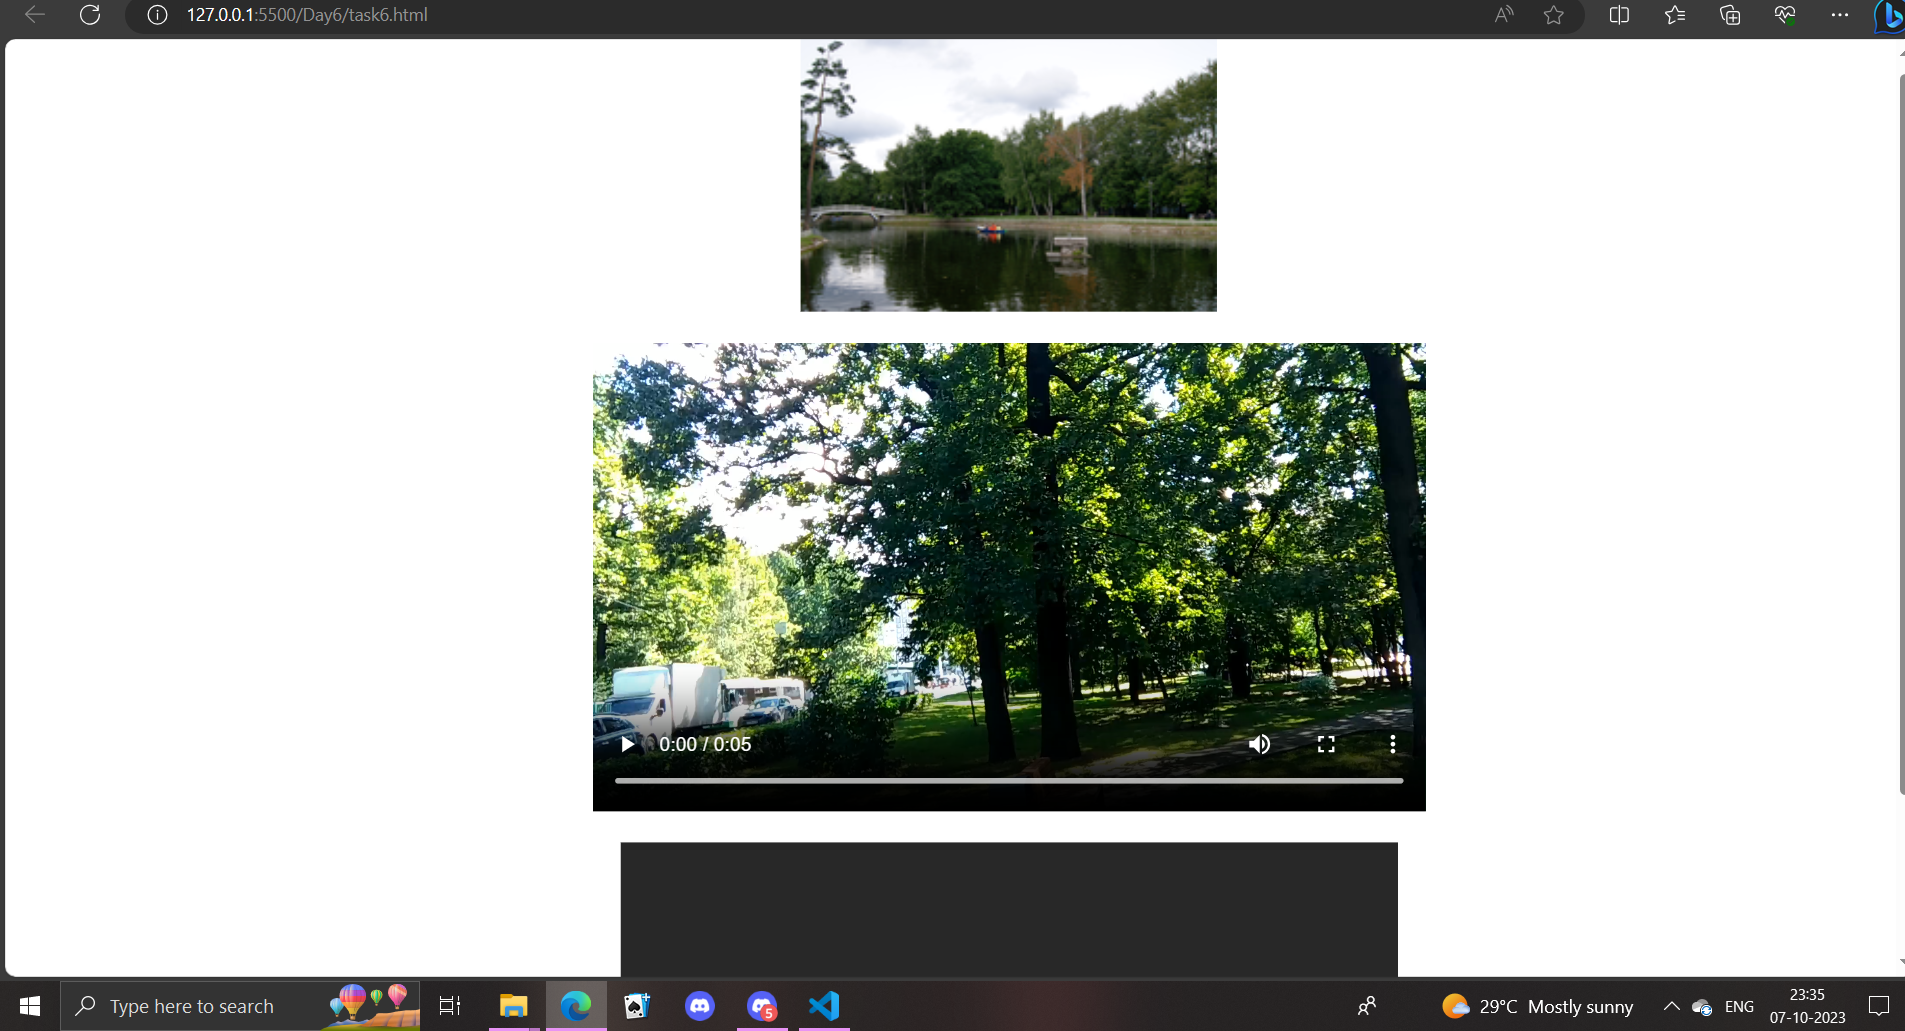 127.0.0.1:5500/Day6/task6.html
0:00 / 0:05
Type here to search
5
29°C Mostly sunny
ENG
23:35
07-10-2023